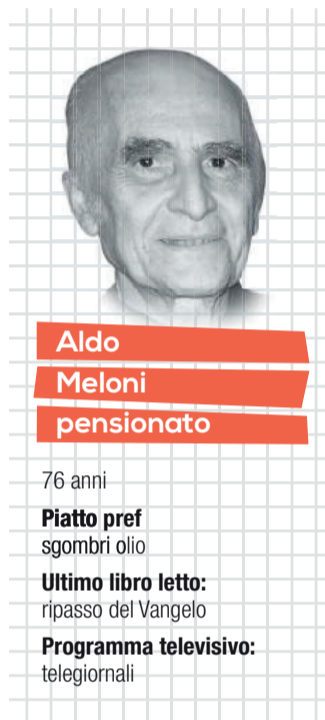 Aldo
Meloni
pensionato
76 anni
Piatto pref
sgombri olio
Ultimo libro letto:
ripasso del Vangelo
Programma televisivo:
telegiornali